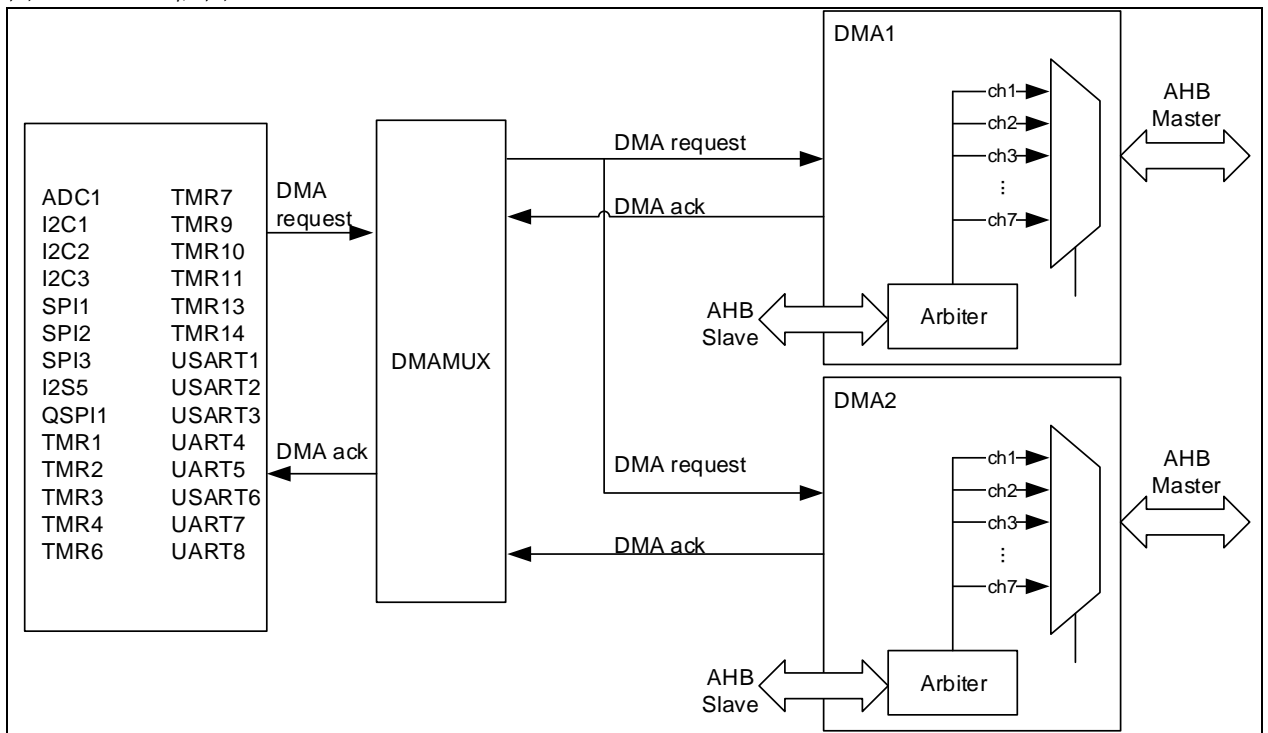 DMA1
ch1
ch2
ch3
⋮
ch7
AHB
Master
DMA request
DMA ack
AHB
Slave
Arbiter
ADC1 TMR7
I2C1 TMR9
I2C2 TMR10
I2C3 TMR11
SPI1 TMR13
SPI2 TMR14
SPI3 USART1
I2S5 USART2
QSPI1 USART3
TMR1 UART4
TMR2 UART5
TMR3 USART6
TMR4 UART7
TMR6 UART8
DMA
request
DMA ack
DMAMUX
DMA2
ch1
ch2
ch3
⋮
ch7
AHB
Master
DMA request
DMA ack
AHB
Slave
Arbiter